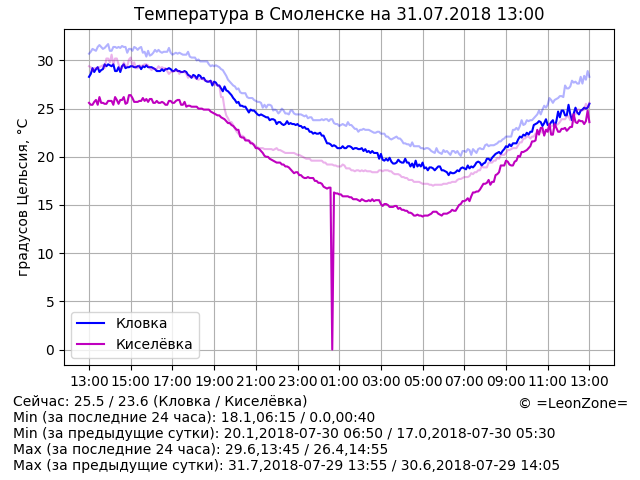 Температура в Смоленске на 31.07.2018 13:00
градусов Цельсия, °C
30
25
20
15
10
5
0
Кловка
Киселёвка
13:00 15:00 17:00 19:00 21:00 23:00 01:00 03:00 05:00 07:00 09:00 11:00 13:00
Сейчас: 25.5 / 23.6 (Кловка / Киселёвка)
© =LeonZone=
Min (за последние 24 часа): 18.1,06:15 / 0.0,00:40
Min (за предыдущие сутки): 20.1,2018-07-30 06:50 / 17.0,2018-07-30 05:30
Max (за последние 24 часа): 29.6,13:45 / 26.4,14:55
Max (за предыдущие сутки): 31.7,2018-07-29 13:55 / 30.6,2018-07-29 14:05